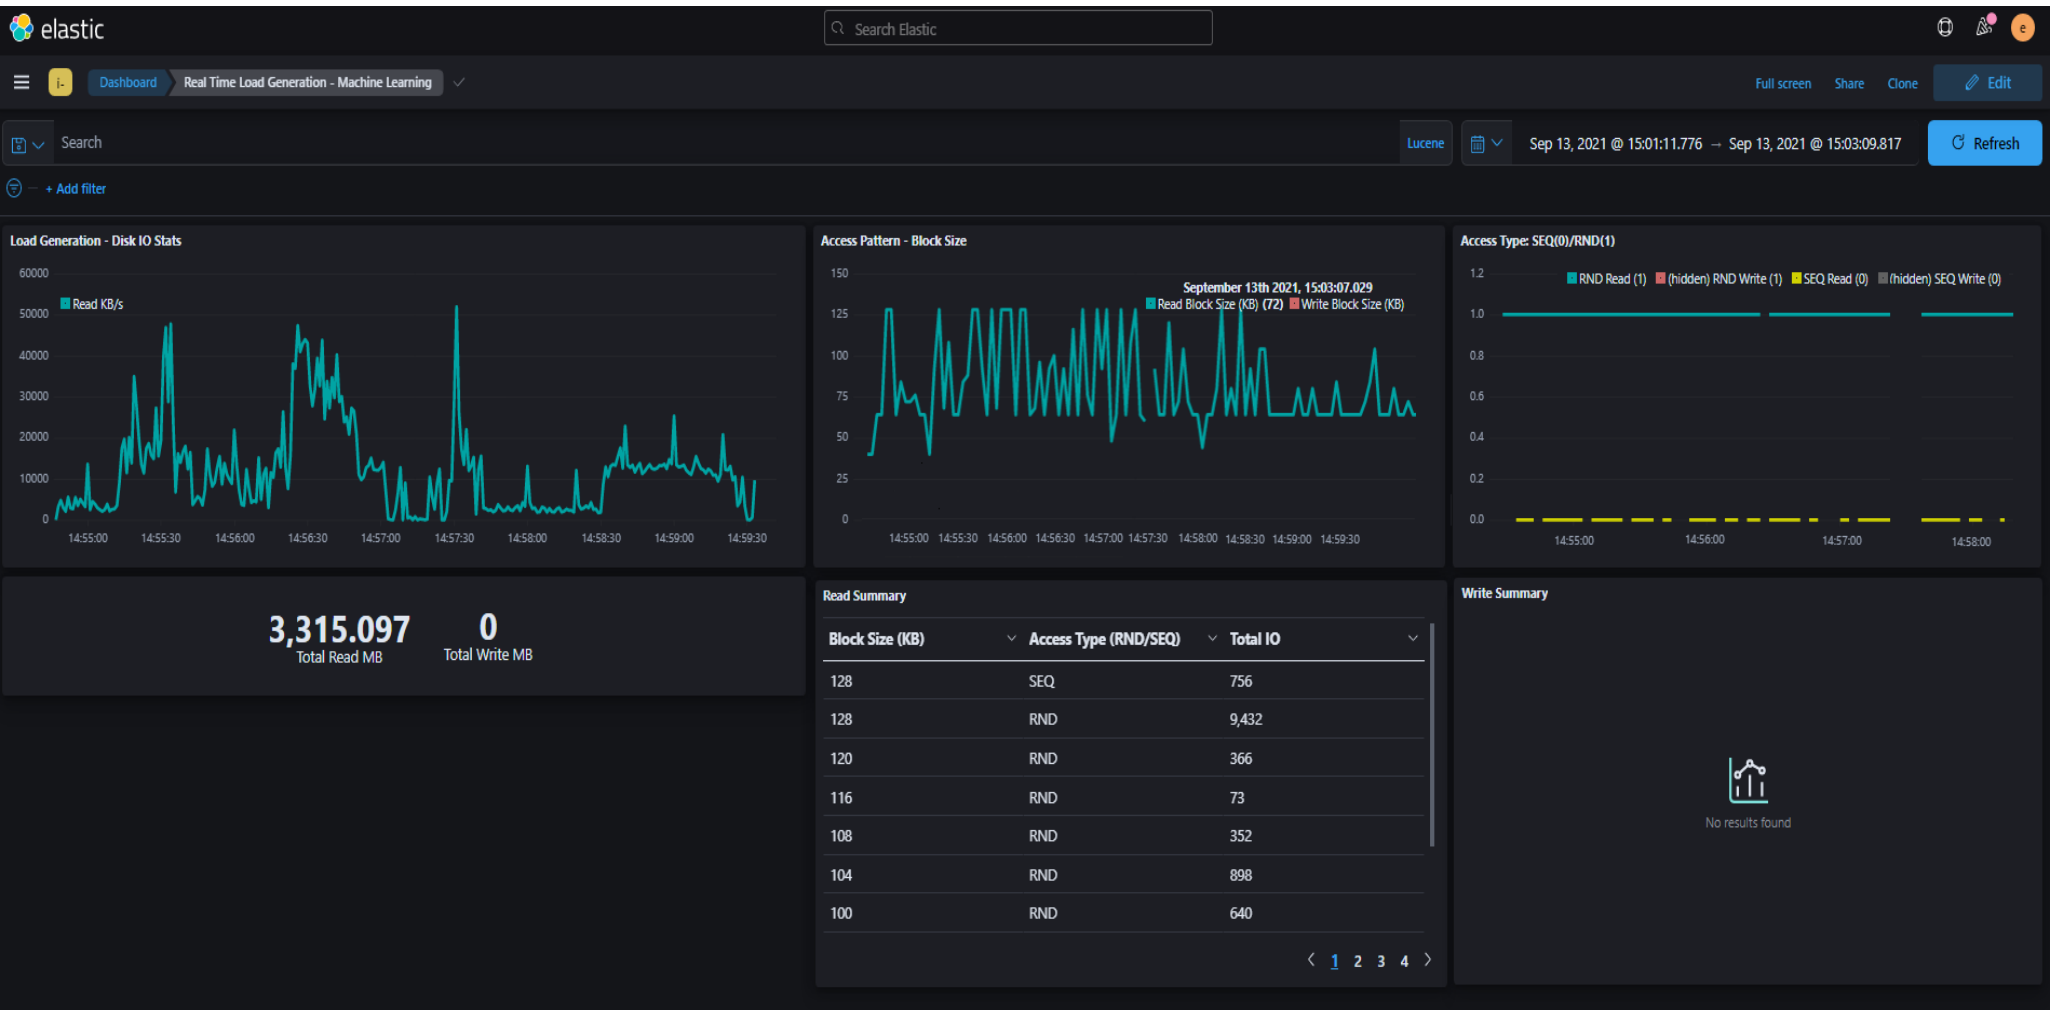 elastic
Search Elastic
e
i-
Dashboard
Real Time Load Generation - Machine Learning
Full screen
Share
Clone
Edit
Search
Lucene
Sep 13, 2021 @ 15:01:11.776 → Sep 13, 2021 @ 15:03:09.817
Refresh
+ Add filter
Load Generation - Disk IO Stats
60000
50000
40000
30000
20000
10000
0
Read KB/s
14:55:00 14:55:30 14:56:00 14:56:30 14:57:00 14:57:30 14:58:00 14:58:30 14:59:00 14:59:30
Access Pattern - Block Size
150
125
100
75
50
25
0
September 13th 2021, 15:03:07.029
Read Block Size (KB) (72) Write Block Size (KB)
14:55:00 14:55:30 14:56:00 14:56:30 14:57:00 14:57:30 14:58:00 14:58:30 14:59:00 14:59:30
Access Type: SEQ(0)/RND(1)
1.2
1.0
0.8
0.6
0.4
0.2
0.0
RND Read (1) (hidden) RND Write (1) SEQ Read (0) (hidden) SEQ Write (0)
14:55:00 14:56:00 14:57:00 14:58:00
3,315.097
Total Read MB
0
Total Write MB
Read Summary
Block Size (KB) Access Type (RND/SEQ) Total IO
128 SEQ 756
128 RND 9,432
120 RND 366
116 RND 73
108 RND 352
104 RND 898
100 RND 640
1 2 3 4
Write Summary
No results found